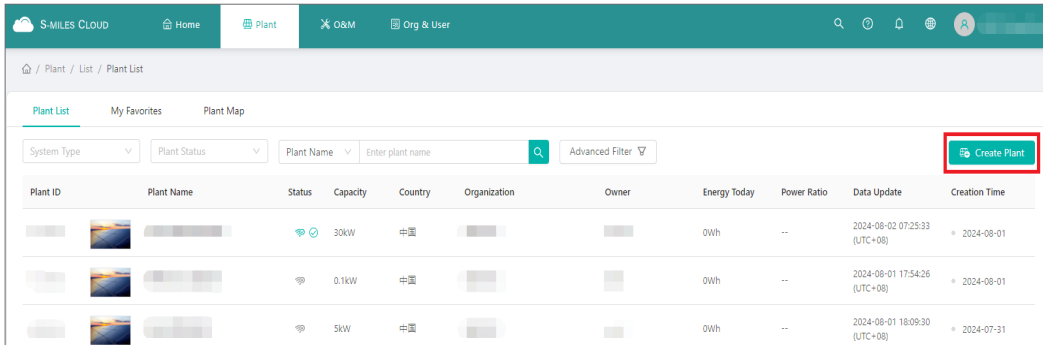 S-MILES CLOUD Home Plant O&M Org & User A
/ Plant / List / Plant List
Plant List My Favorites Plant Map
System Type Plant Status Plant Name Enter plant name Advanced Filter Create Plant
Plant ID Plant Name Status Capacity Country Organization Owner Energy Today Power Ratio Data Update Creation Time
30kW 中国 0Wh -- 2024-08-02 07:25:33 (UTC+08) 2024-08-01
0.1kW 中国 0Wh -- 2024-08-01 17:54:26 (UTC+08) 2024-08-01
5kW 中国 0Wh -- 2024-08-01 18:09:30 (UTC+08) 2024-07-31